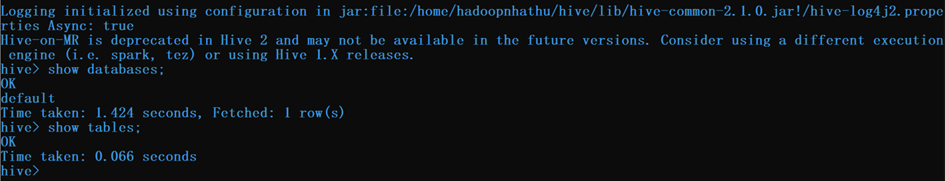 Logging initialized using configuration in jar:file:/home/hadoopnhathu/hive/lib/hive-common-2.1.0.jar!/hive-log4j2.prope
rties Async: true
Hive-on-MR is deprecated in Hive 2 and may not be available in the future versions. Consider using a different execution
 engine (i.e. spark, tez) or using Hive 1.X releases.
hive> show databases;
OK
default
Time taken: 1.424 seconds, Fetched: 1 row(s)
hive> show tables;
OK
Time taken: 0.066 seconds
hive>